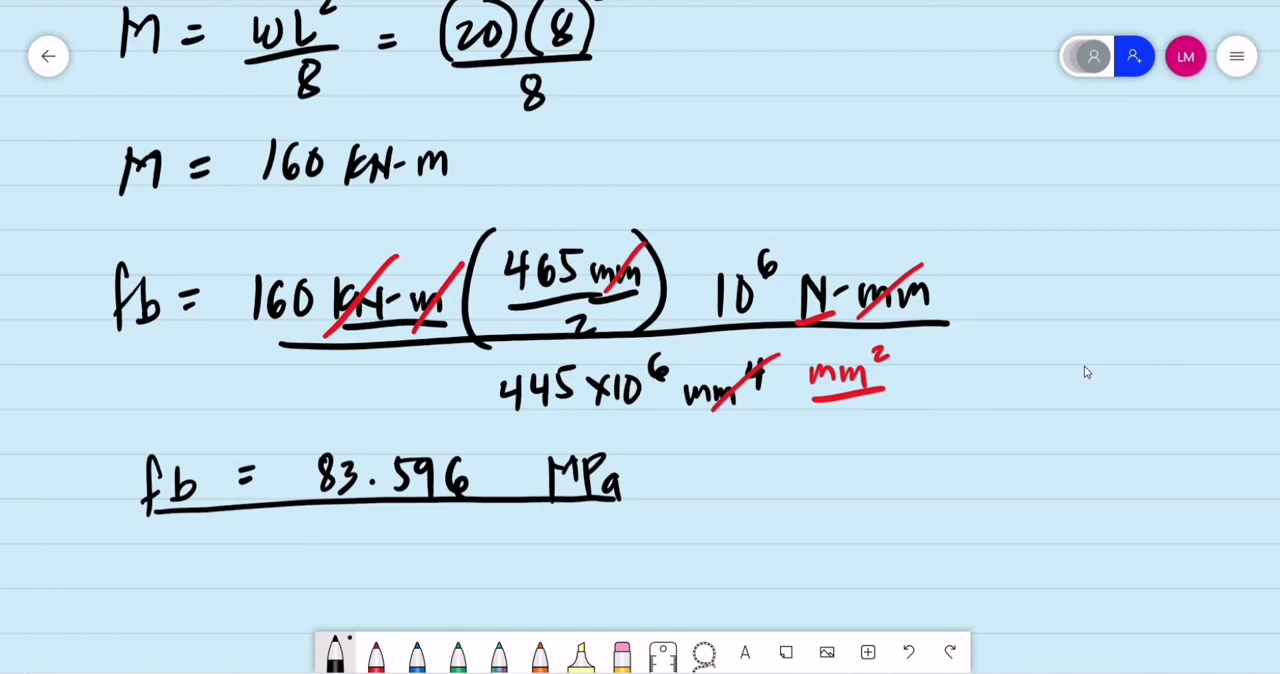 M = wL² / 8 = (20)(8)² / 8
LM
M = 160 kN-m
fb = 160 kN-m (465 mm / 2) 10⁶ N-mm / 445×10⁶ mm⁴ mm²
fb = 83.596 MPa
A